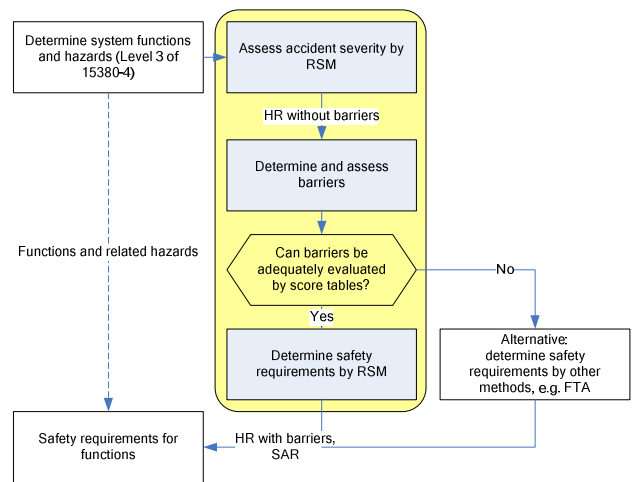 Determine system functions
and hazards (Level 3 of
15380-4)
Assess accident severity by
RSM
HR without barriers
Determine and assess
barriers
Functions and related hazards
Can barriers be
adequately evaluated
by score tables?
No
Yes
Determine safety
requirements by RSM
Alternative:
determine safety
requirements by other
methods, e.g. FTA
Safety requirements for
functions
HR with barriers,
SAR